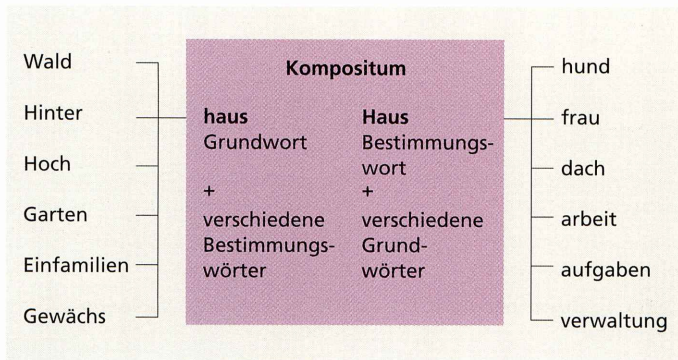 Wald
Hinter
Hoch
Garten
Einfamilien
Gewächs
Kompositum
haus
Grundwort
+
verschiedene
Bestimmungs-
wörter
Haus
Bestimmungs-
wort
+
verschiedene
Grund-
wörter
hund
frau
dach
arbeit
aufgaben
verwaltung